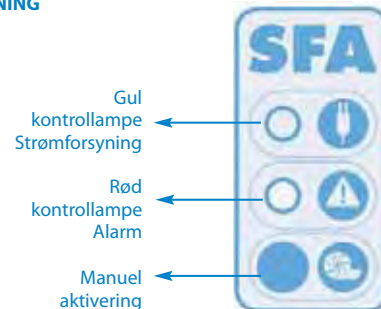 NING
SFA
Gul
kontrollampe
Strømforsyning
Rød
kontrollampe
Alarm
Manuel
aktivering